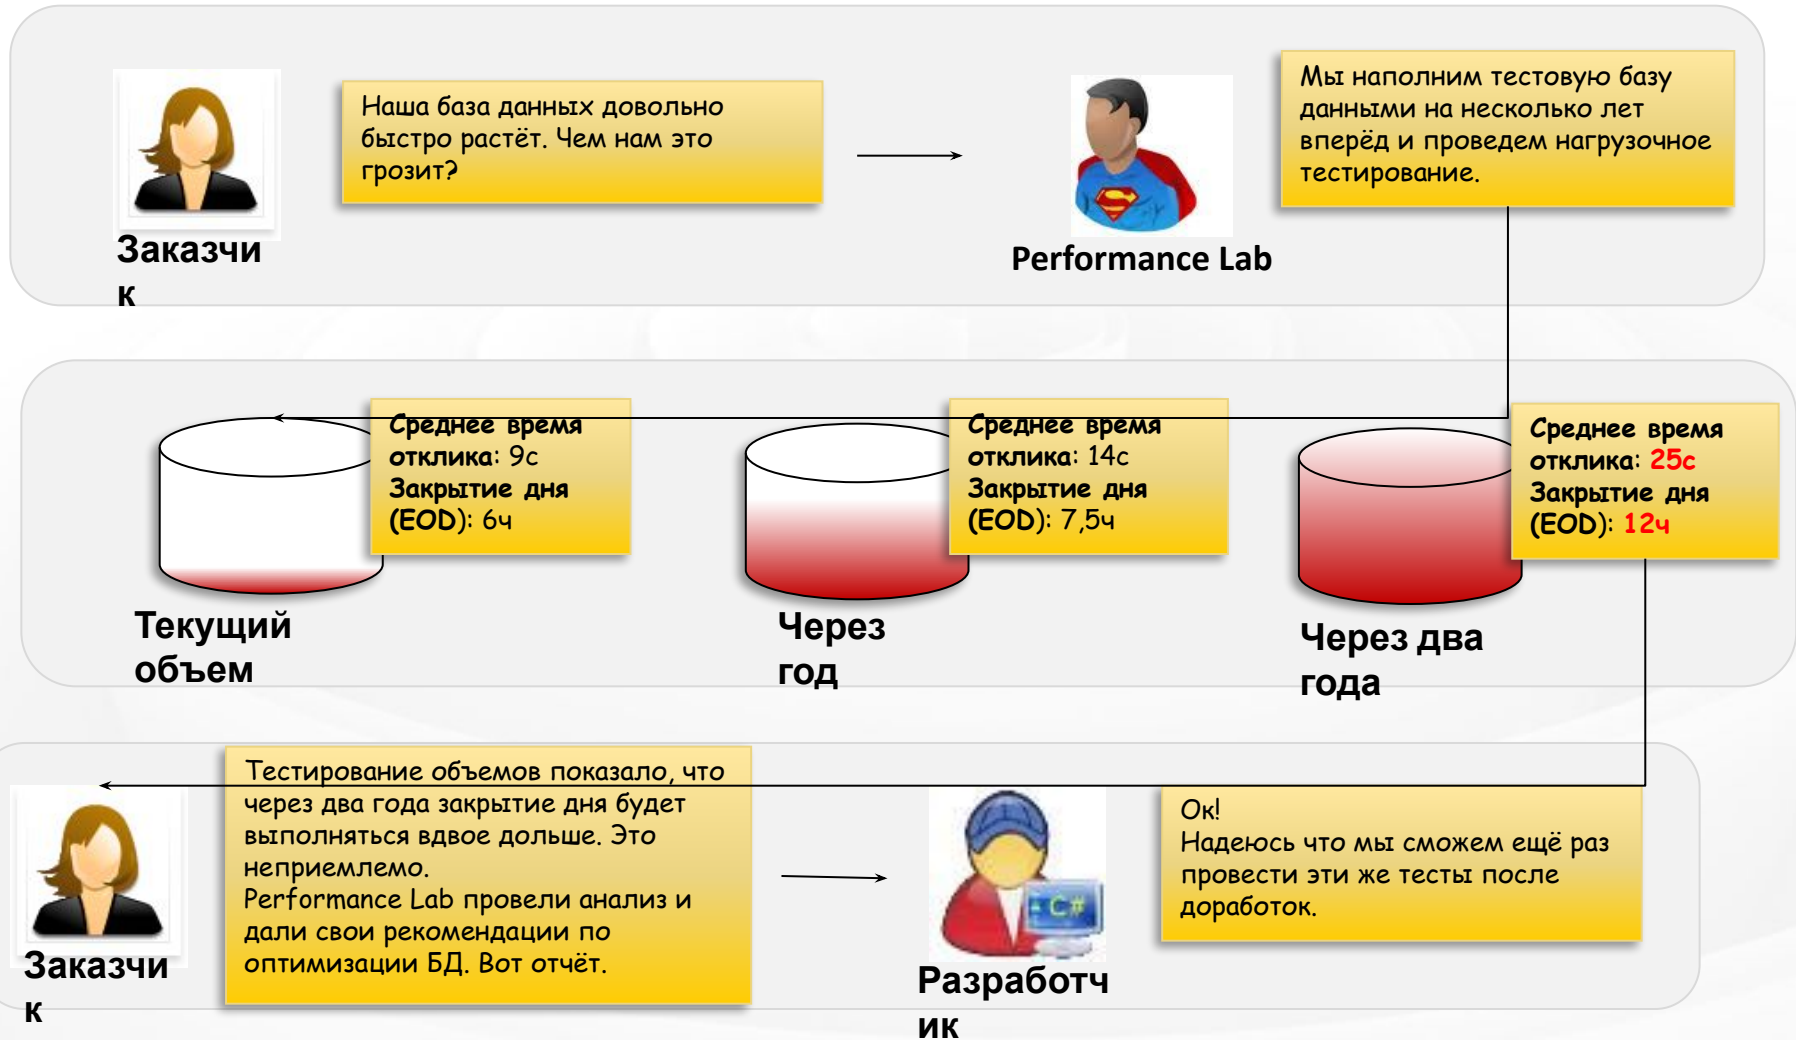 Наша база данных довольно
быстро растёт. Чем нам это
грозит?
Заказчи
к
Мы наполним тестовую базу
данными на несколько лет
вперёд и проведем нагрузочное
тестирование.
Performance Lab
Среднее время
отклика: 9с
Закрытие дня
(EOD): 6ч
Текущий
объем
Среднее время
отклика: 14с
Закрытие дня
(EOD): 7,5ч
Через
год
Среднее время
отклика: 25с
Закрытие дня
(EOD): 12ч
Через два
года
Тестирование объемов показало, что
через два года закрытие дня будет
выполняться вдвое дольше. Это
неприемлемо.
Performance Lab провели анализ и
дали свои рекомендации по
оптимизации БД. Вот отчёт.
Заказчи
к
C#
Разработч
ик
Ок!
Надеюсь что мы сможем ещё раз
провести эти же тесты после
доработок.